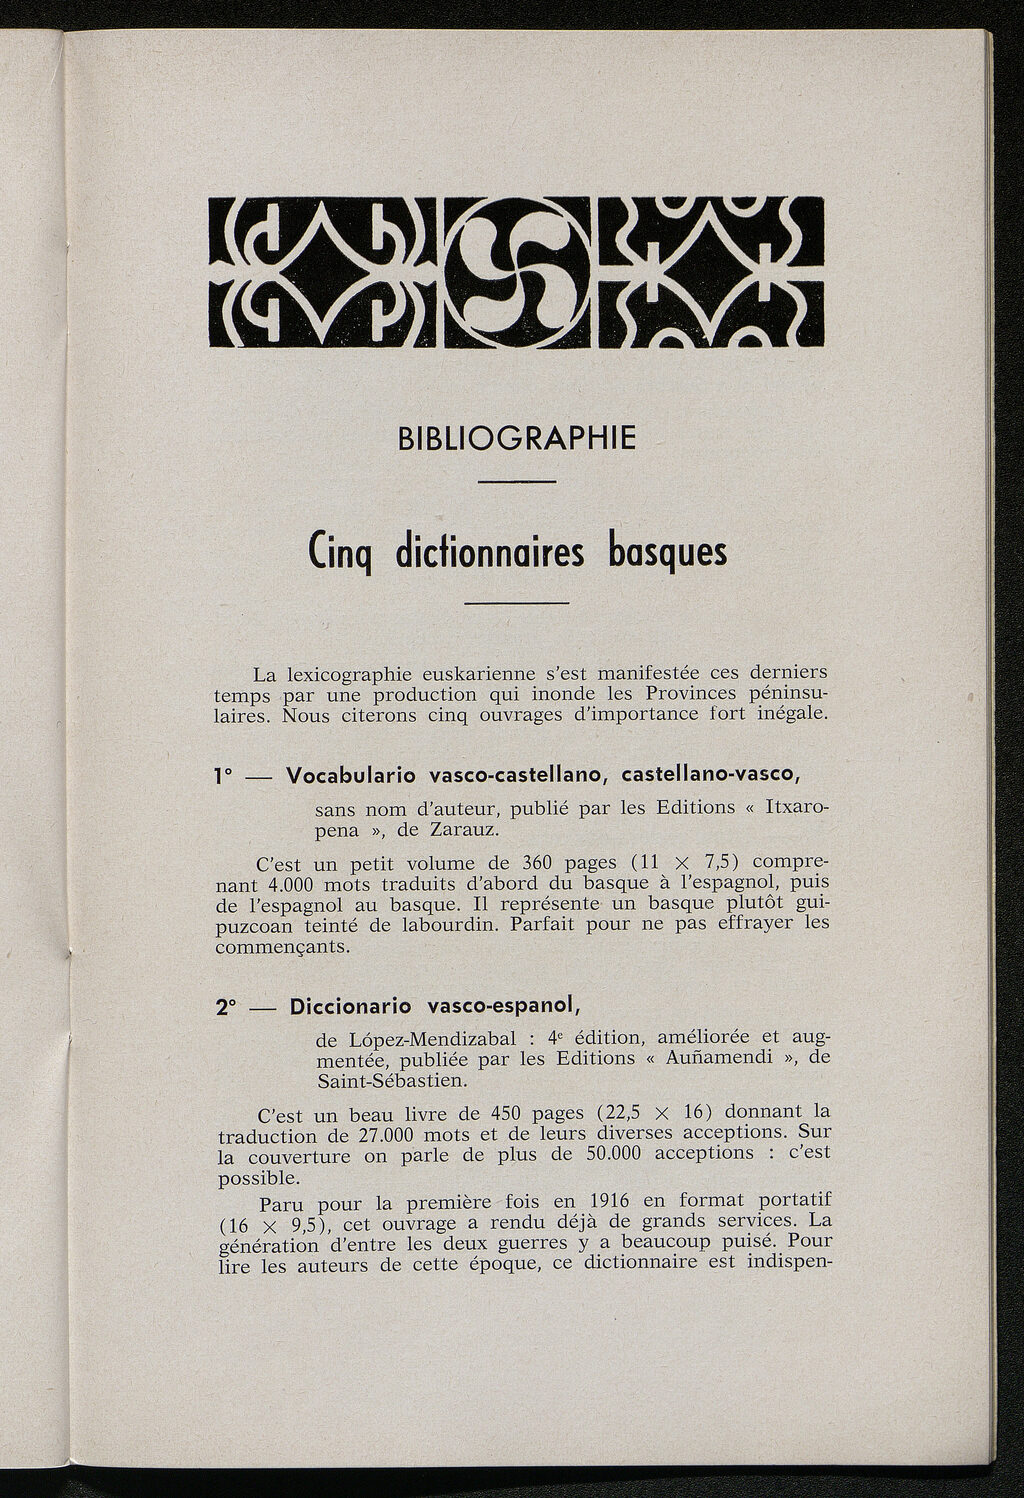 BIBLIOGRAPHIE
Cinq dictionnaires basques
La lexicographie euskarienne s'est manifestée ces derniers
temps par une production qui inonde les Provinces péninsu-
laires. Nous citerons cinq ouvrages d'importance fort inégale.
1° — Vocabulario vasco-castellano, castellano-vasco,
sans nom d'auteur, publié par les Editions « Itxaro-
pena », de Zarauz.
C'est un petit volume de 360 pages (11 × 7,5) compre-
nant 4.000 mots traduits d'abord du basque à l'espagnol, puis
de l'espagnol au basque. Il représente un basque plutôt gui-
puzcoan teinté de labourdin. Parfait pour ne pas effrayer les
commençants.
2° — Diccionario vasco-espanol,
de López-Mendizabal : 4e édition, améliorée et aug-
mentée, publiée par les Editions « Auñamendi », de
Saint-Sébastien.
C'est un beau livre de 450 pages (22,5 × 16) donnant la
traduction de 27.000 mots et de leurs diverses acceptions. Sur
la couverture on parle de plus de 50.000 acceptions : c'est
possible.
Paru pour la première fois en 1916 en format portatif
(16 × 9,5), cet ouvrage a rendu déjà de grands services. La
génération d'entre les deux guerres y a beaucoup puisé. Pour
lire les auteurs de cette époque, ce dictionnaire est indispen-